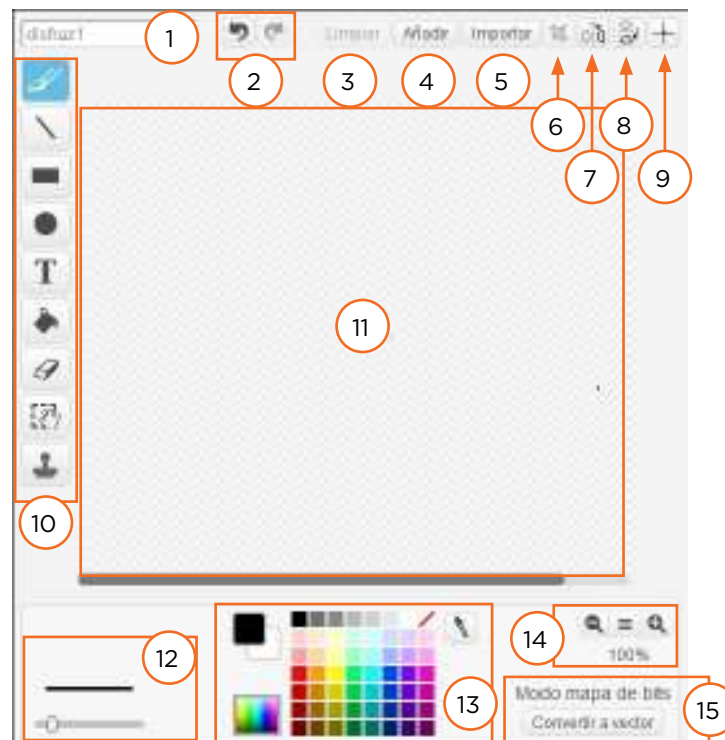 disfraz1
1
Limpiar
Añadir
Importar
2
3
4
5
6
7
8
9
T
11
10
12
13
14
100%
Modo mapa de bits
Convertir a vector
15